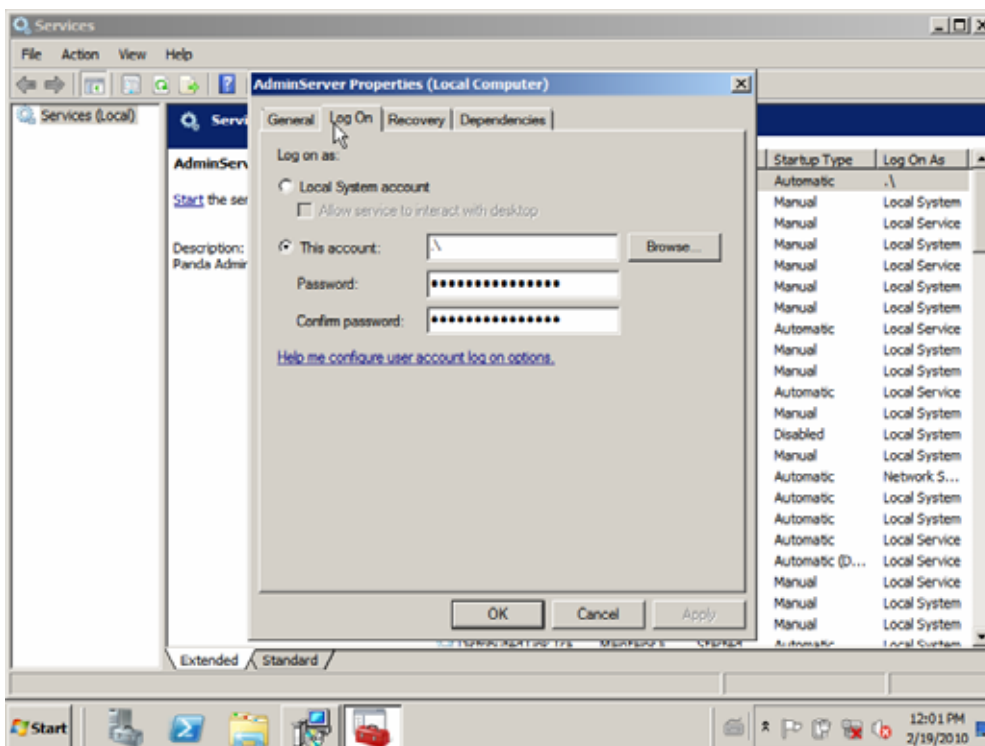 Services
File Action View Help
AdminServer Properties (Local Computer)
Services (Local)
Servi
AdminServ
Start the ser
Description:
Panda Admir
General Log On Recovery Dependencies
Log on as:
Local System account
Allow service to interact with desktop
This account: .\ Browse...
Password: •••••••••••••••
Confirm password: •••••••••••••••
Help me configure user account log on options.
OK Cancel Apply
Startup Type Log On As
Automatic .\
Manual Local System
Manual Local Service
Manual Local System
Manual Local Service
Manual Local System
Manual Local System
Automatic Local Service
Manual Local System
Manual Local System
Automatic Local Service
Manual Local System
Disabled Local System
Manual Local System
Automatic Network S...
Automatic Local System
Automatic Local System
Automatic Local Service
Automatic (D... Local Service
Manual Local Service
Manual Local System
Manual Local System
Automatic Local System
Extended Standard
Start
12:01 PM
2/19/2010